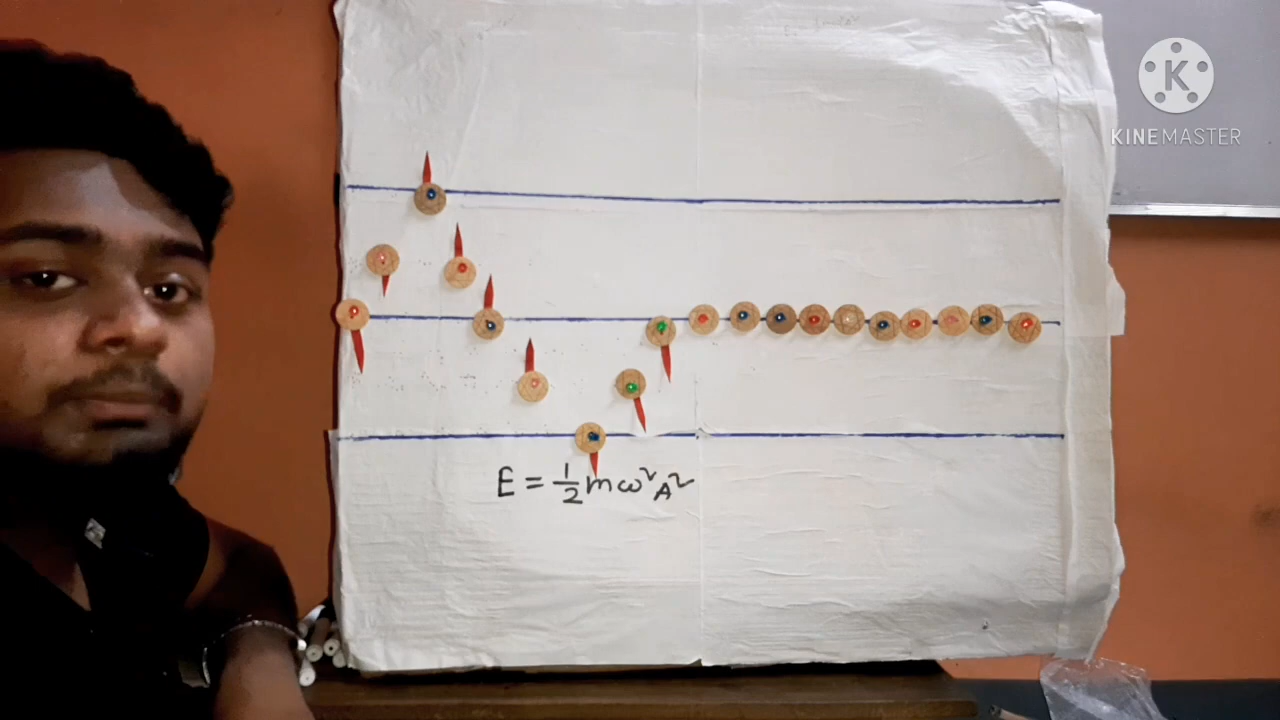 K
KINEMASTER
E = ½mω²A²